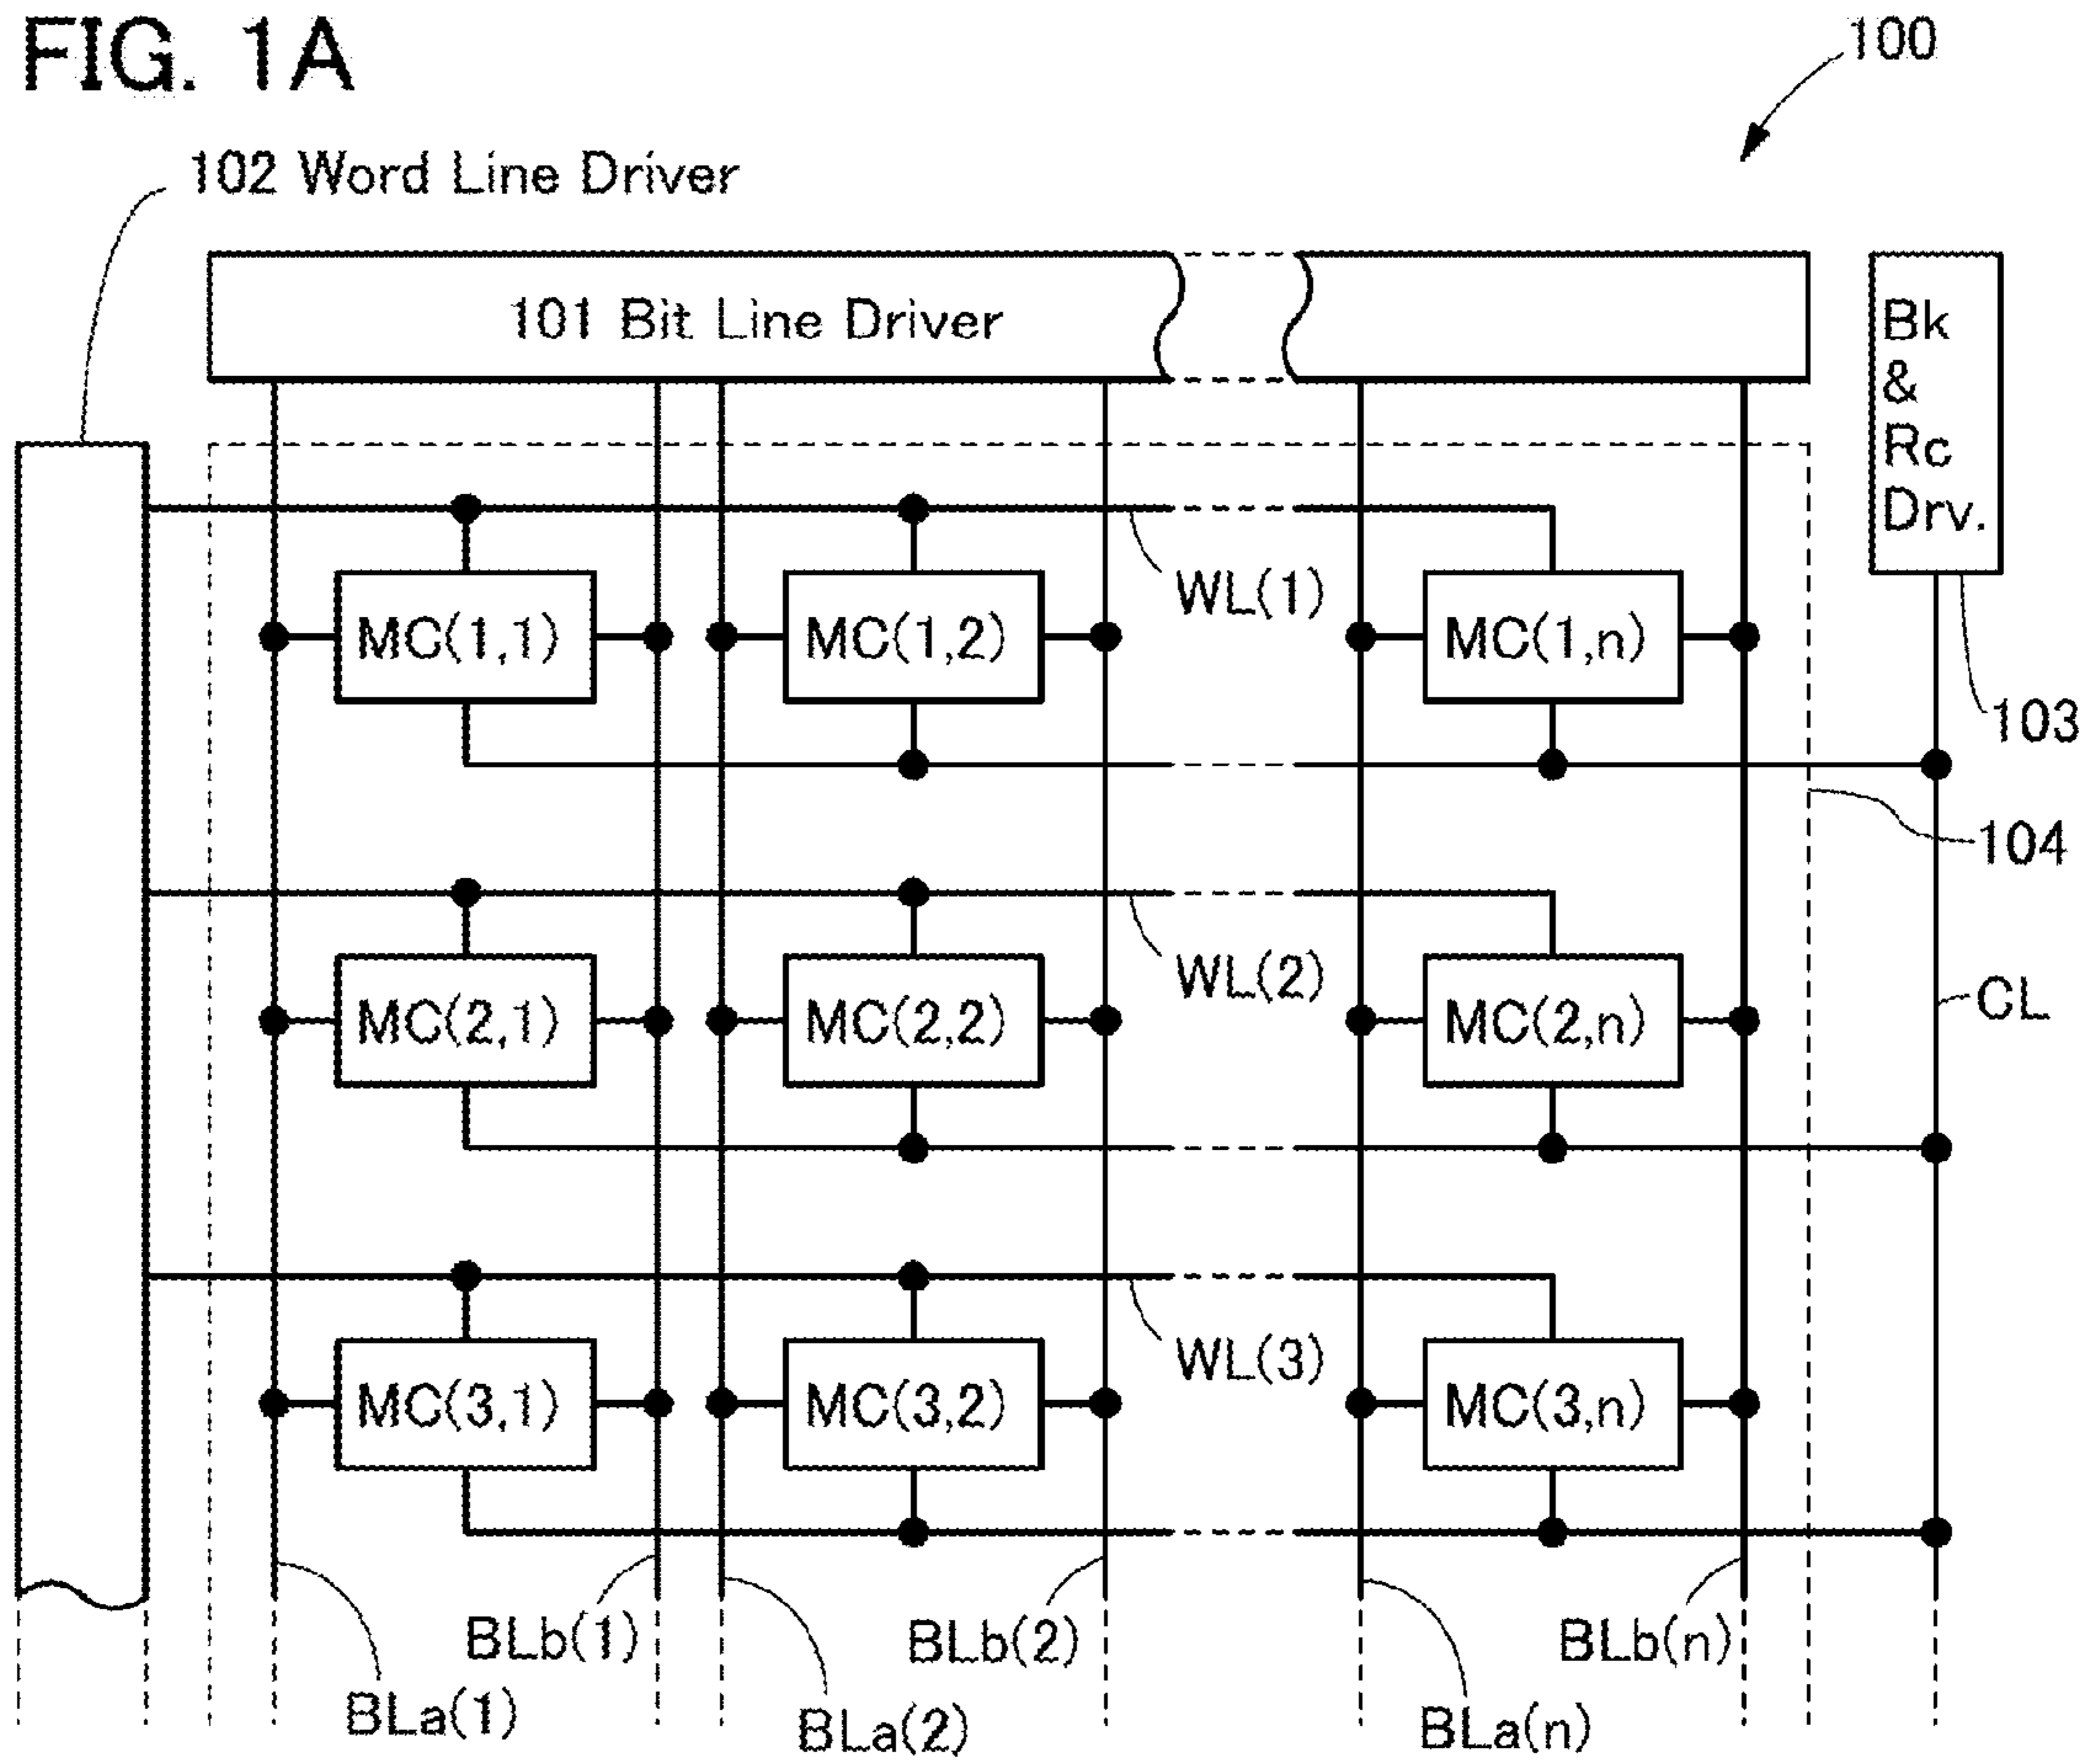 FIG. 1A
100
102 Word Line Driver
101 Bit Line Driver
Bk
&
Rc
Drv.
WL(1)
MC(1,1)
MC(1,2)
MC(1,n)
103
104
WL(2)
MC(2,1)
MC(2,2)
MC(2,n)
CL
WL(3)
MC(3,1)
MC(3,2)
MC(3,n)
BLb(1)
BLb(2)
BLb(n)
BLa(1)
BLa(2)
BLa(n)